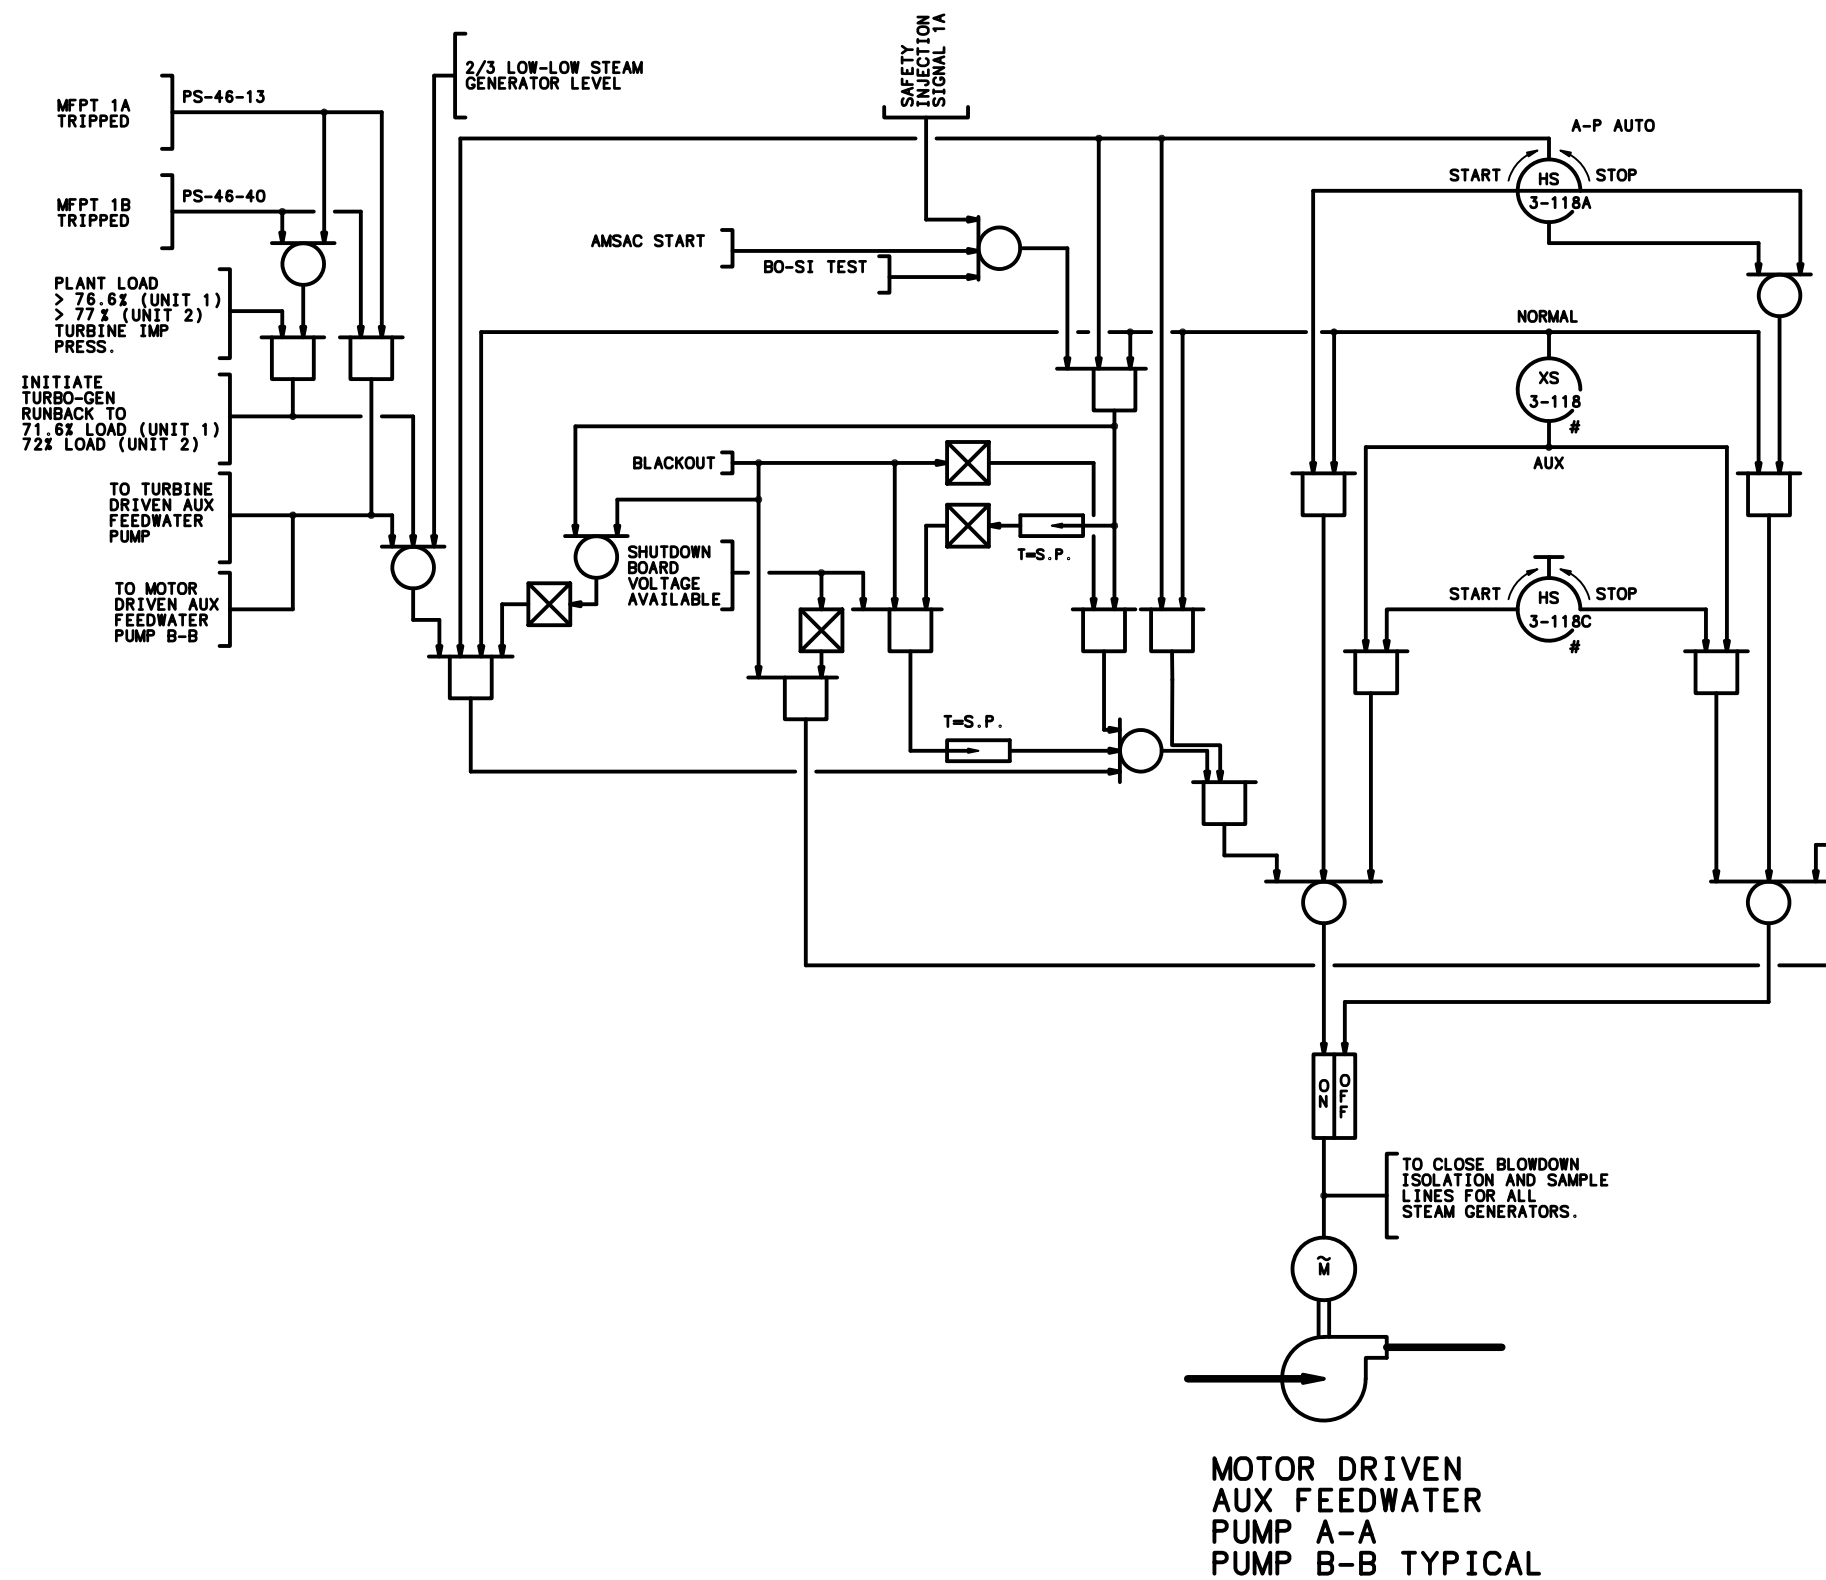 2/3 LOW-LOW STEAM
GENERATOR LEVEL
SAFETY
INJECTION
SIGNAL 1A
MFPT 1A
TRIPPED
PS-46-13
A-P AUTO
START
STOP
HS
3-118A
MFPT 1B
TRIPPED
PS-46-40
AMSAC START
BO-SI TEST
PLANT LOAD
> 76.6% (UNIT 1)
> 77% (UNIT 2)
TURBINE IMP
PRESS.
NORMAL
XS
3-118
#
AUX
INITIATE
TURBO-GEN
RUNBACK TO
71.6% LOAD (UNIT 1)
72% LOAD (UNIT 2)
BLACKOUT
TO TURBINE
DRIVEN AUX
FEEDWATER
PUMP
T=S.P.
SHUTDOWN
BOARD
VOLTAGE
AVAILABLE
TO MOTOR
DRIVEN AUX
FEEDWATER
PUMP B-B
START
STOP
HS
3-118C
#
T=S.P.
ON
OFF
TO CLOSE BLOWDOWN
ISOLATION AND SAMPLE
LINES FOR ALL
STEAM GENERATORS.
~
M
MOTOR DRIVEN
AUX FEEDWATER
PUMP A-A
PUMP B-B TYPICAL